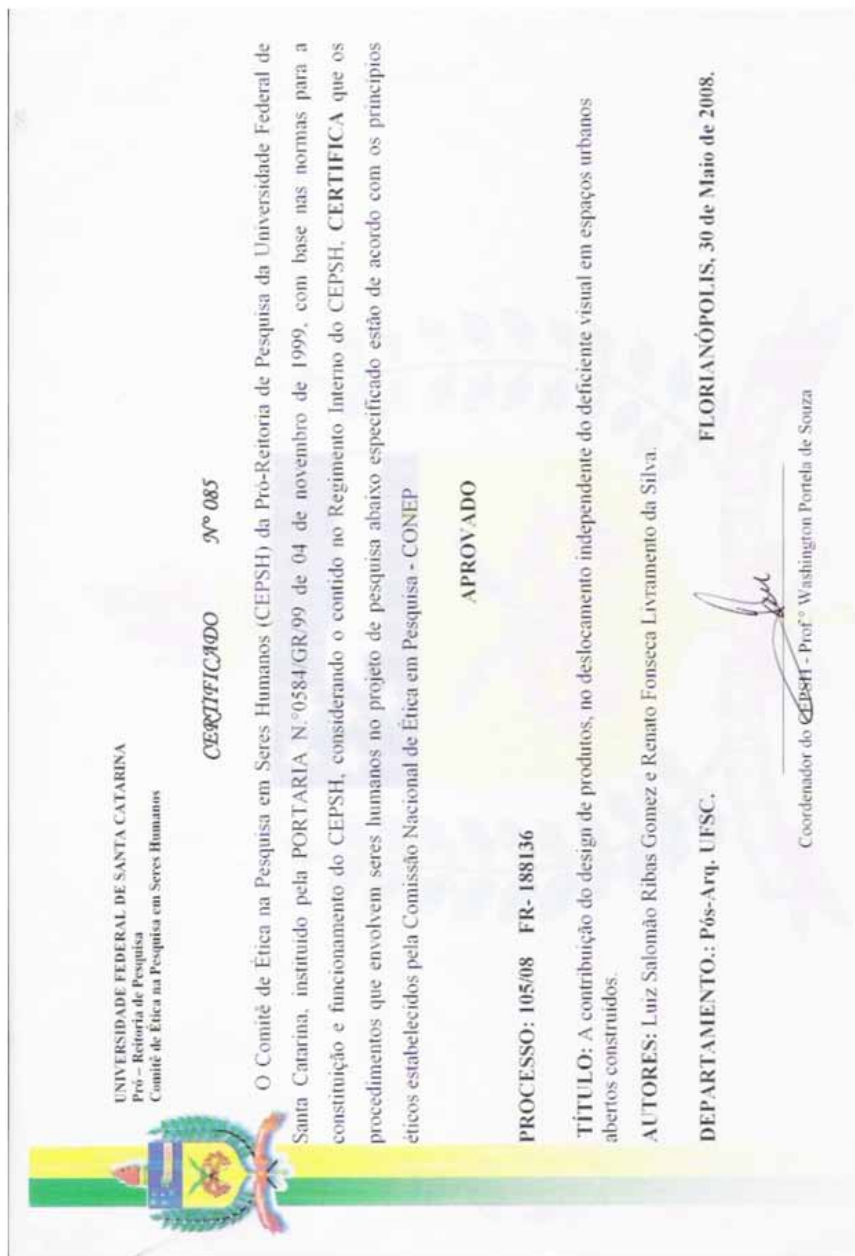 UNIVERSIDADE FEDERAL DE SANTA CATARINA
Pró – Reitoria de Pesquisa
Comitê de Ética na Pesquisa em Seres Humanos
CERTIFICADO Nº 085
O Comitê de Ética na Pesquisa em Seres Humanos (CEPSH) da Pró-Reitoria de Pesquisa da Universidade Federal de
Santa Catarina, instituído pela PORTARIA N.º0584/GR/99 de 04 de novembro de 1999, com base nas normas para a
constituição e funcionamento do CEPSH, considerando o contido no Regimento Interno do CEPSH, CERTIFICA que os
procedimentos que envolvem seres humanos no projeto de pesquisa abaixo especificado estão de acordo com os princípios
éticos estabelecidos pela Comissão Nacional de Ética em Pesquisa - CONEP
APROVADO
PROCESSO: 105/08 FR- 188136
TÍTULO: A contribuição do design de produtos, no deslocamento independente do deficiente visual em espaços urbanos
abertos construídos.
AUTORES: Luiz Salomão Ribas Gomez e Renato Fonseca Livramento da Silva.
DEPARTAMENTO.: Pós-Arq. UFSC.
FLORIANÓPOLIS, 30 de Maio de 2008.
Coordenador do CEPSH - Prof.º Washington Portela de Souza